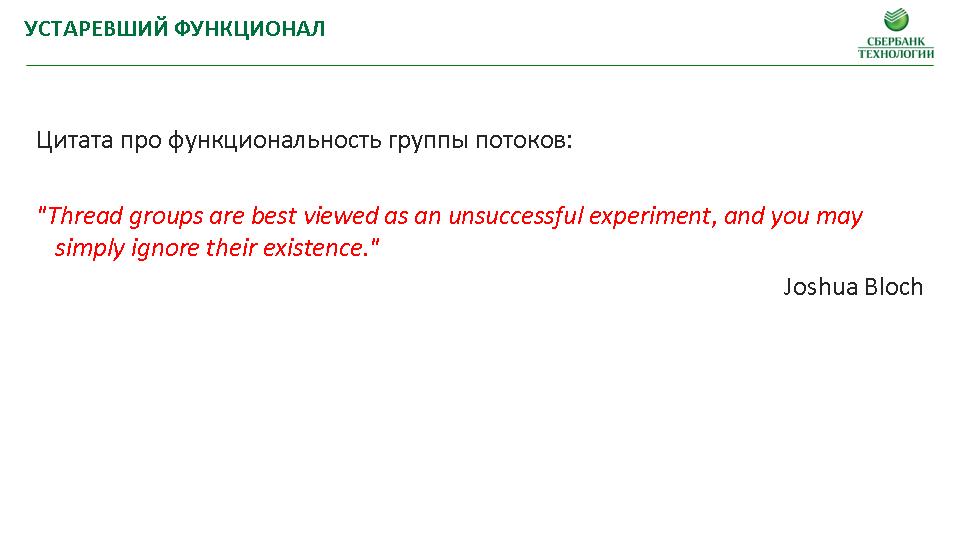 УСТАРЕВШИЙ ФУНКЦИОНАЛ
СБЕРБАНК
ТЕХНОЛОГИИ
Цитата про функциональность группы потоков:
"Thread groups are best viewed as an unsuccessful experiment, and you may
simply ignore their existence."
Joshua Bloch